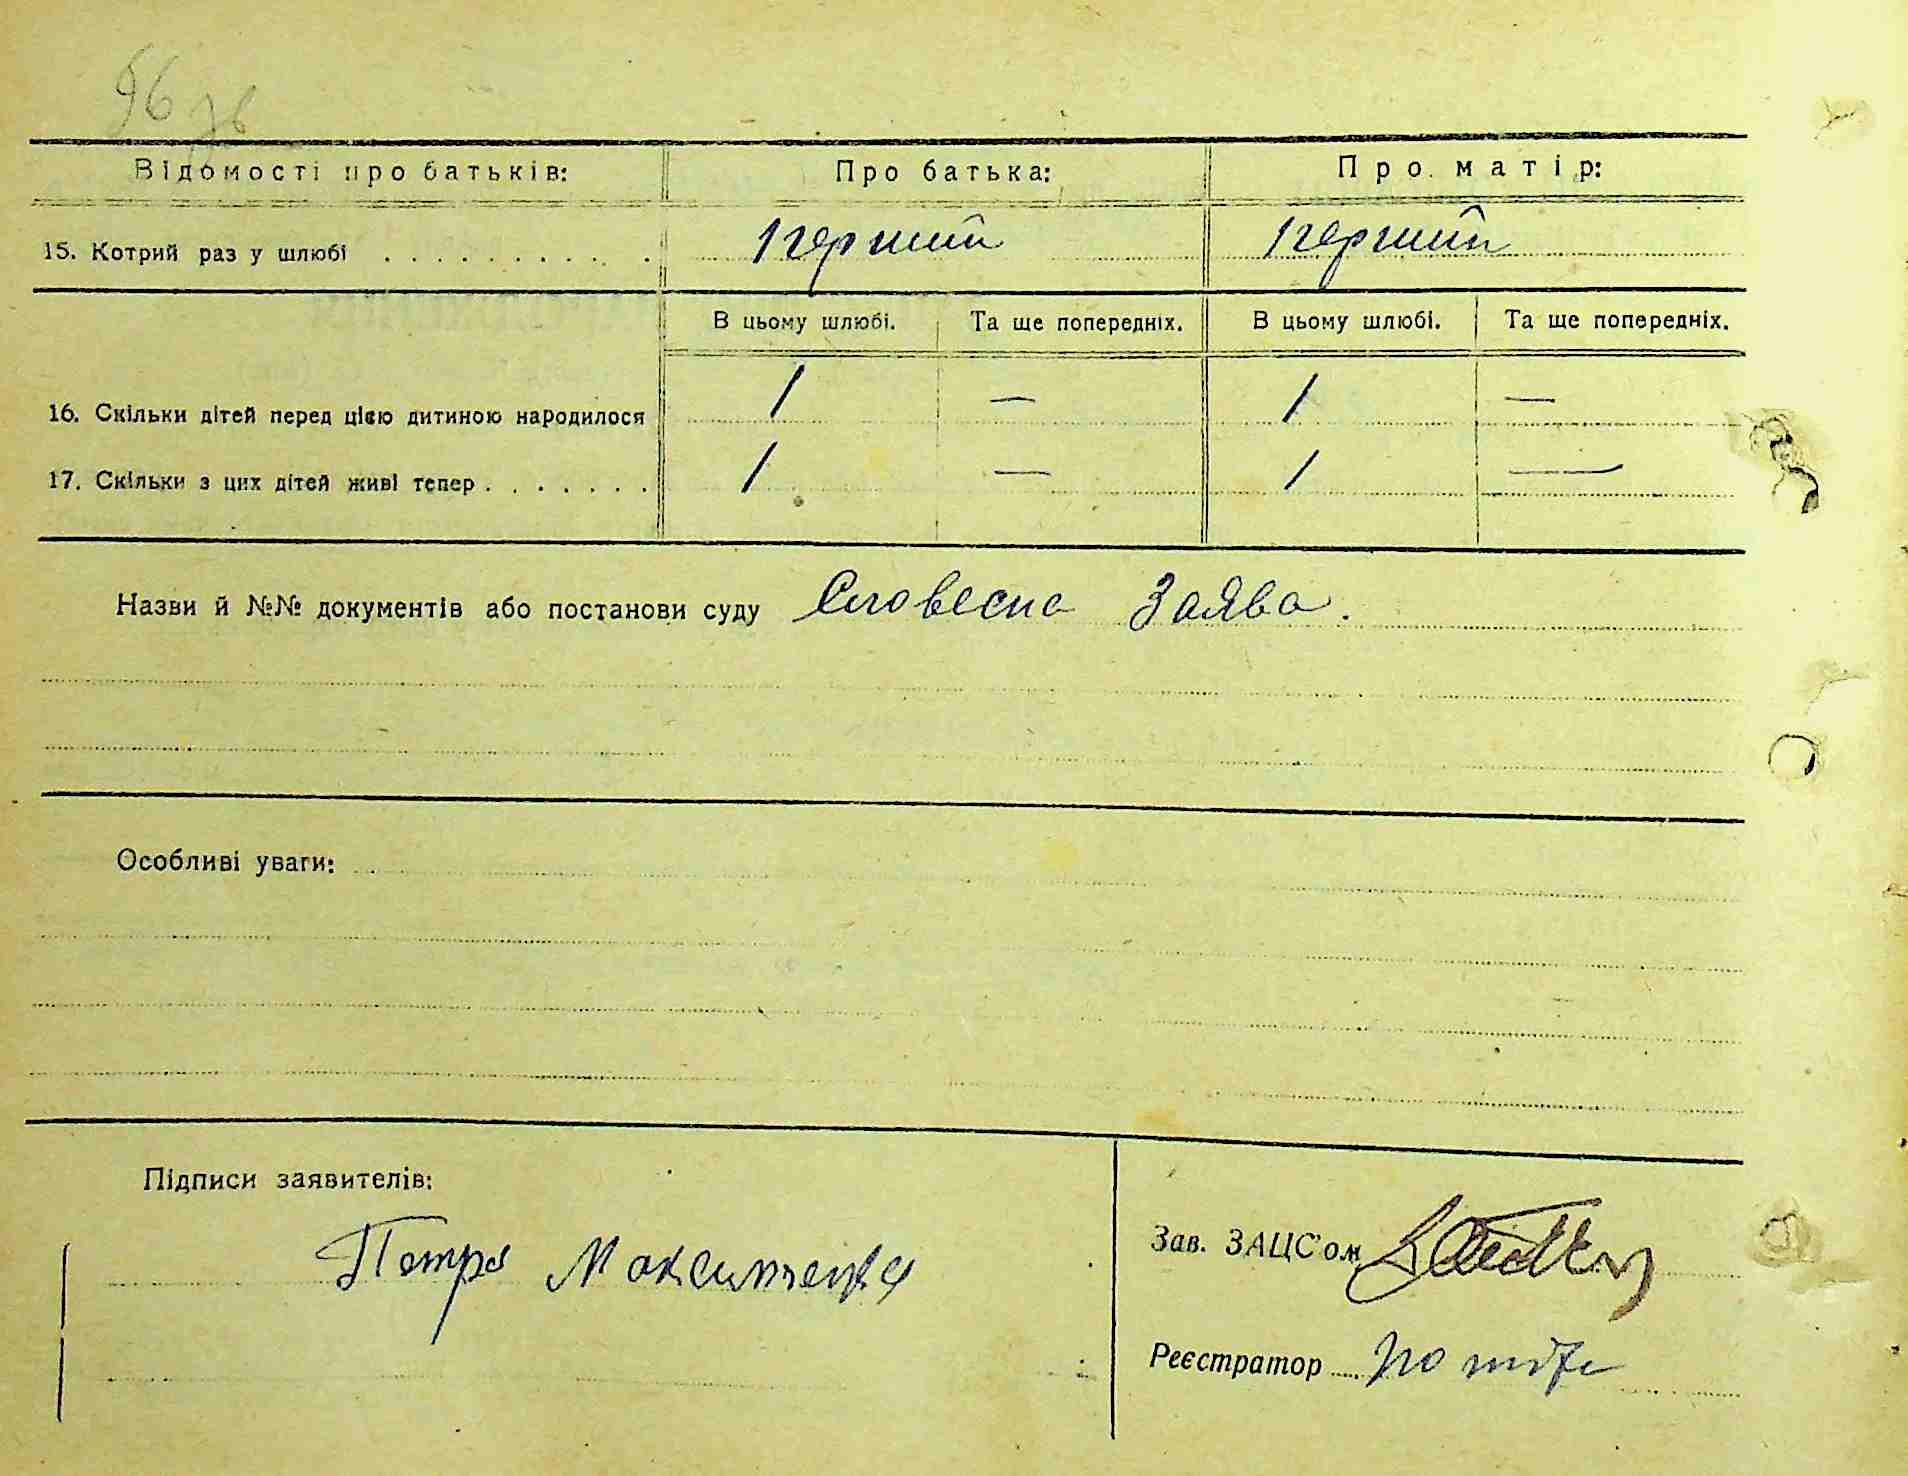 96 зв
Відомості про батьків: Про батька: Про матір:
15. Котрий раз у шлюбі . . . . . . . . . . . перший перший
В цьому шлюбі. Та ще попередніх. В цьому шлюбі. Та ще попередніх.
16. Скільки дітей перед цією дитиною народилося 1 — 1 —
17. Скільки з цих дітей живі тепер . . . . . . . 1 — 1 —
Назви й №№ документів або постанови суду Словесна Заява.
Особливі уваги:
Підписи заявителів:
Петро Максименко
Зав. ЗАЦС'ом
Реєстратор